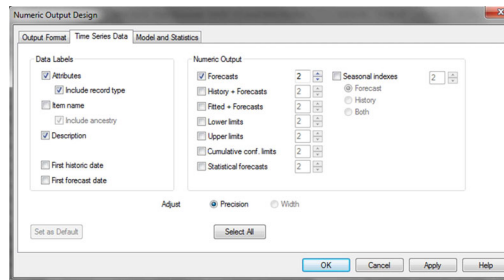 Numeric Output Design
Output Format Time Series Data Model and Statistics
Data Labels
Attributes
Include record type
Item name
Include ancestry
Description
First historic date
First forecast date
Numeric Output
Forecasts 2
History + Forecasts 2
Fitted + Forecasts 2
Lower limits 2
Upper limits 2
Cumulative conf. limits 2
Statistical forecasts 2
Seasonal indexes 2
Forecast
History
Both
Adjust Precision Width
Set as Default Select All
OK Cancel Apply Help